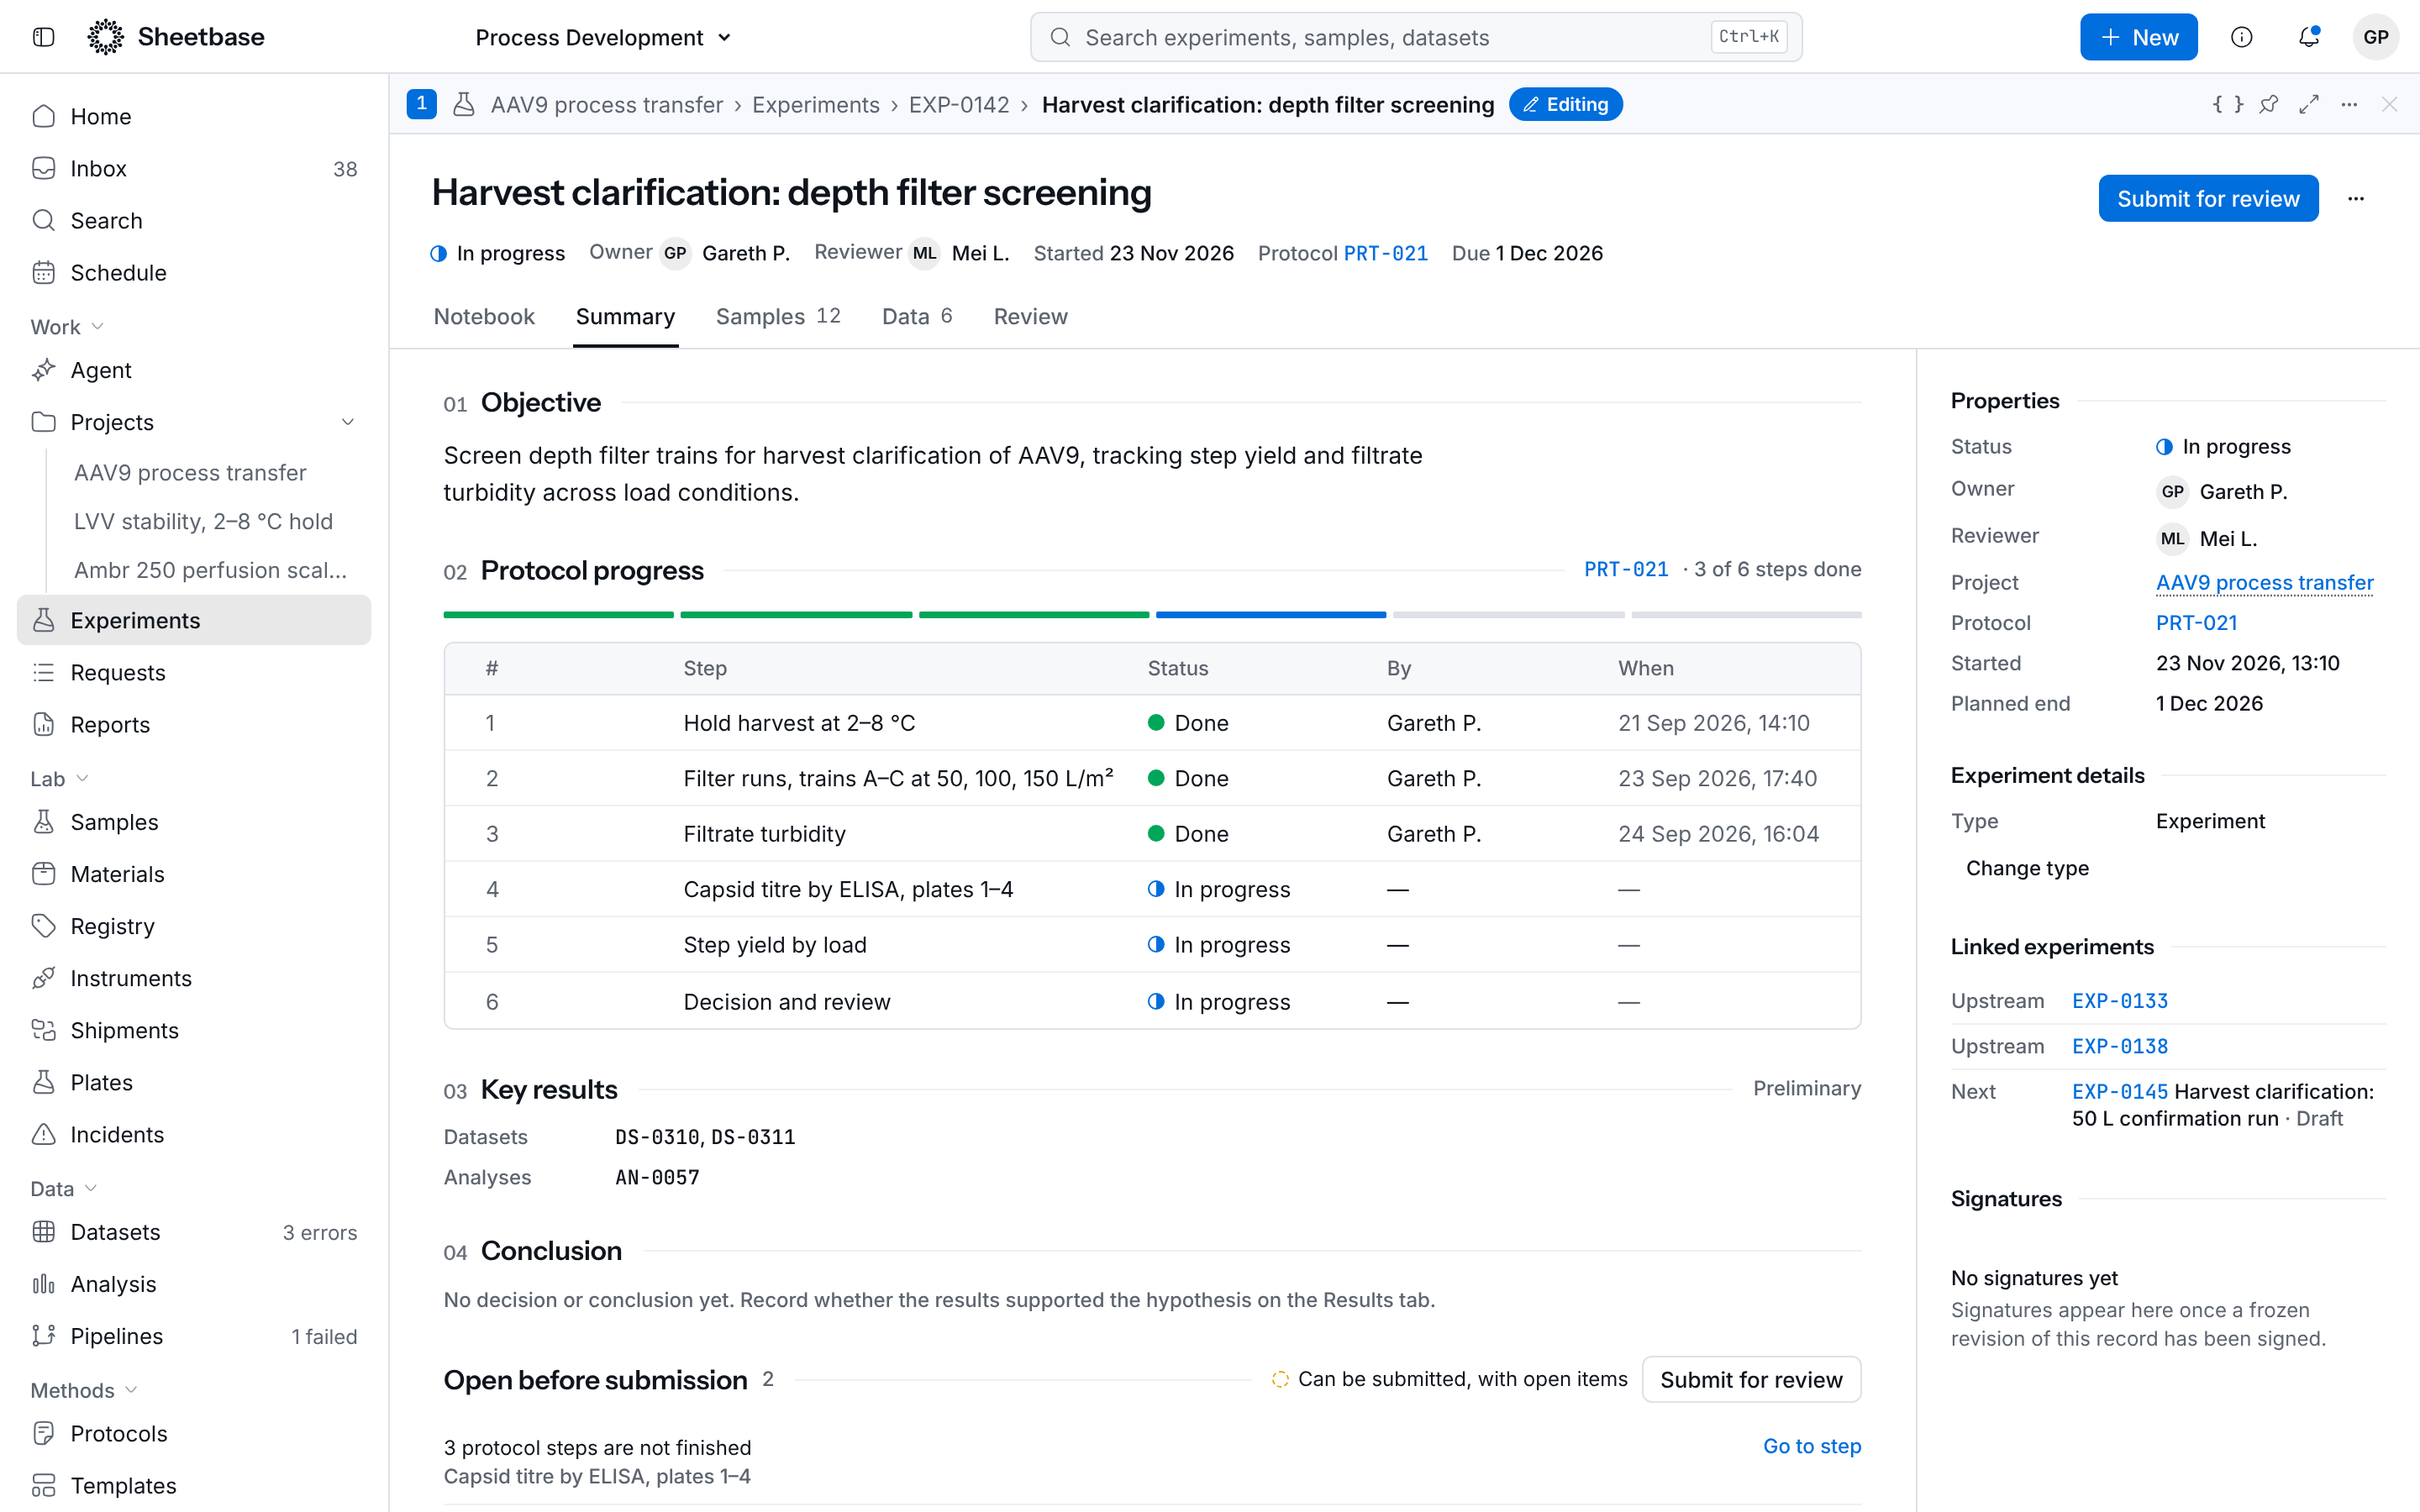 Sheetbase
Process Development
Search experiments, samples, datasets
Ctrl+K
+ New
GP
Home
Inbox 38
Search
Schedule
Work
Agent
Projects
AAV9 process transfer
LVV stability, 2–8 °C hold
Ambr 250 perfusion scal...
Experiments
Requests
Reports
Lab
Samples
Materials
Registry
Instruments
Shipments
Plates
Incidents
Data
Datasets 3 errors
Analysis
Pipelines 1 failed
Methods
Protocols
Templates
1 AAV9 process transfer › Experiments › EXP-0142 › Harvest clarification: depth filter screening Editing
Harvest clarification: depth filter screening
Submit for review
In progress Owner GP Gareth P. Reviewer ML Mei L. Started 23 Nov 2026 Protocol PRT-021 Due 1 Dec 2026
Notebook Summary Samples 12 Data 6 Review
01 Objective
Screen depth filter trains for harvest clarification of AAV9, tracking step yield and filtrate
turbidity across load conditions.
02 Protocol progress PRT-021 · 3 of 6 steps done
# Step Status By When
1 Hold harvest at 2–8 °C Done Gareth P. 21 Sep 2026, 14:10
2 Filter runs, trains A–C at 50, 100, 150 L/m² Done Gareth P. 23 Sep 2026, 17:40
3 Filtrate turbidity Done Gareth P. 24 Sep 2026, 16:04
4 Capsid titre by ELISA, plates 1–4 In progress — —
5 Step yield by load In progress — —
6 Decision and review In progress — —
03 Key results Preliminary
Datasets DS-0310, DS-0311
Analyses AN-0057
04 Conclusion
No decision or conclusion yet. Record whether the results supported the hypothesis on the Results tab.
Open before submission 2 Can be submitted, with open items Submit for review
3 protocol steps are not finished Go to step
Capsid titre by ELISA, plates 1–4
Properties
Status In progress
Owner GP Gareth P.
Reviewer ML Mei L.
Project AAV9 process transfer
Protocol PRT-021
Started 23 Nov 2026, 13:10
Planned end 1 Dec 2026
Experiment details
Type Experiment
Change type
Linked experiments
Upstream EXP-0133
Upstream EXP-0138
Next EXP-0145 Harvest clarification:
50 L confirmation run · Draft
Signatures
No signatures yet
Signatures appear here once a frozen
revision of this record has been signed.